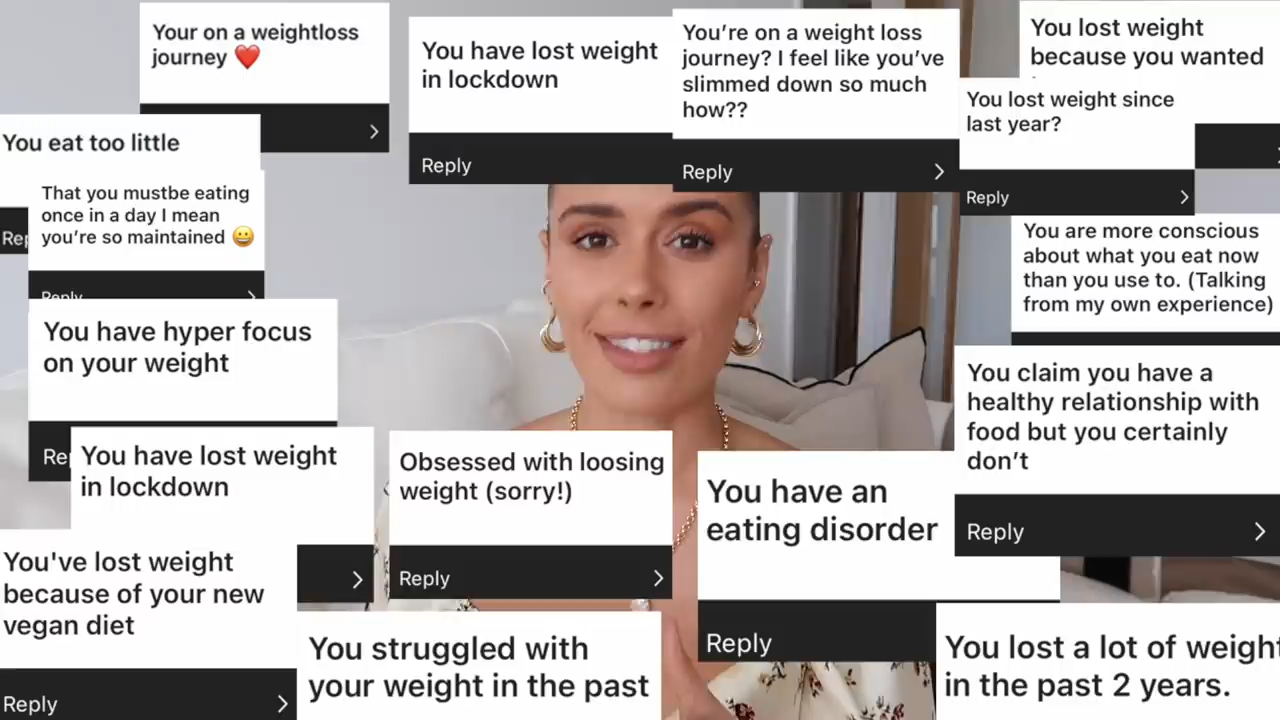 Your on a weightloss
journey ❤️
You have lost weight
in lockdown
Reply
You're on a weight loss
journey? I feel like you've
slimmed down so much
how??
Reply
You lost weight
because you wanted
You lost weight since
last year?
Reply
You eat too little
That you mustbe eating
once in a day I mean
you're so maintained 😀
Reply
You are more conscious
about what you eat now
than you use to. (Talking
from my own experience)
You have hyper focus
on your weight
You claim you have a
healthy relationship with
food but you certainly
don't
Reply
You have lost weight
in lockdown
Obsessed with loosing
weight (sorry!)
Reply
You have an
eating disorder
Reply
You've lost weight
because of your new
vegan diet
Reply
You struggled with
your weight in the past
You lost a lot of weight
in the past 2 years.